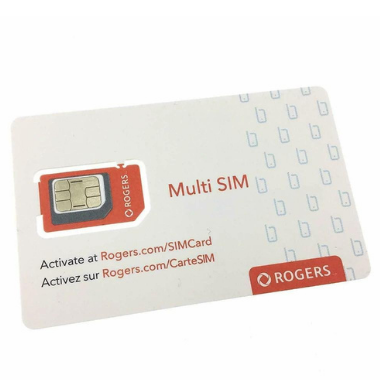 ROGERS
Multi SIM
Activate at Rogers.com/SIMCard
Activez sur Rogers.com/CarteSIM
ROGERS